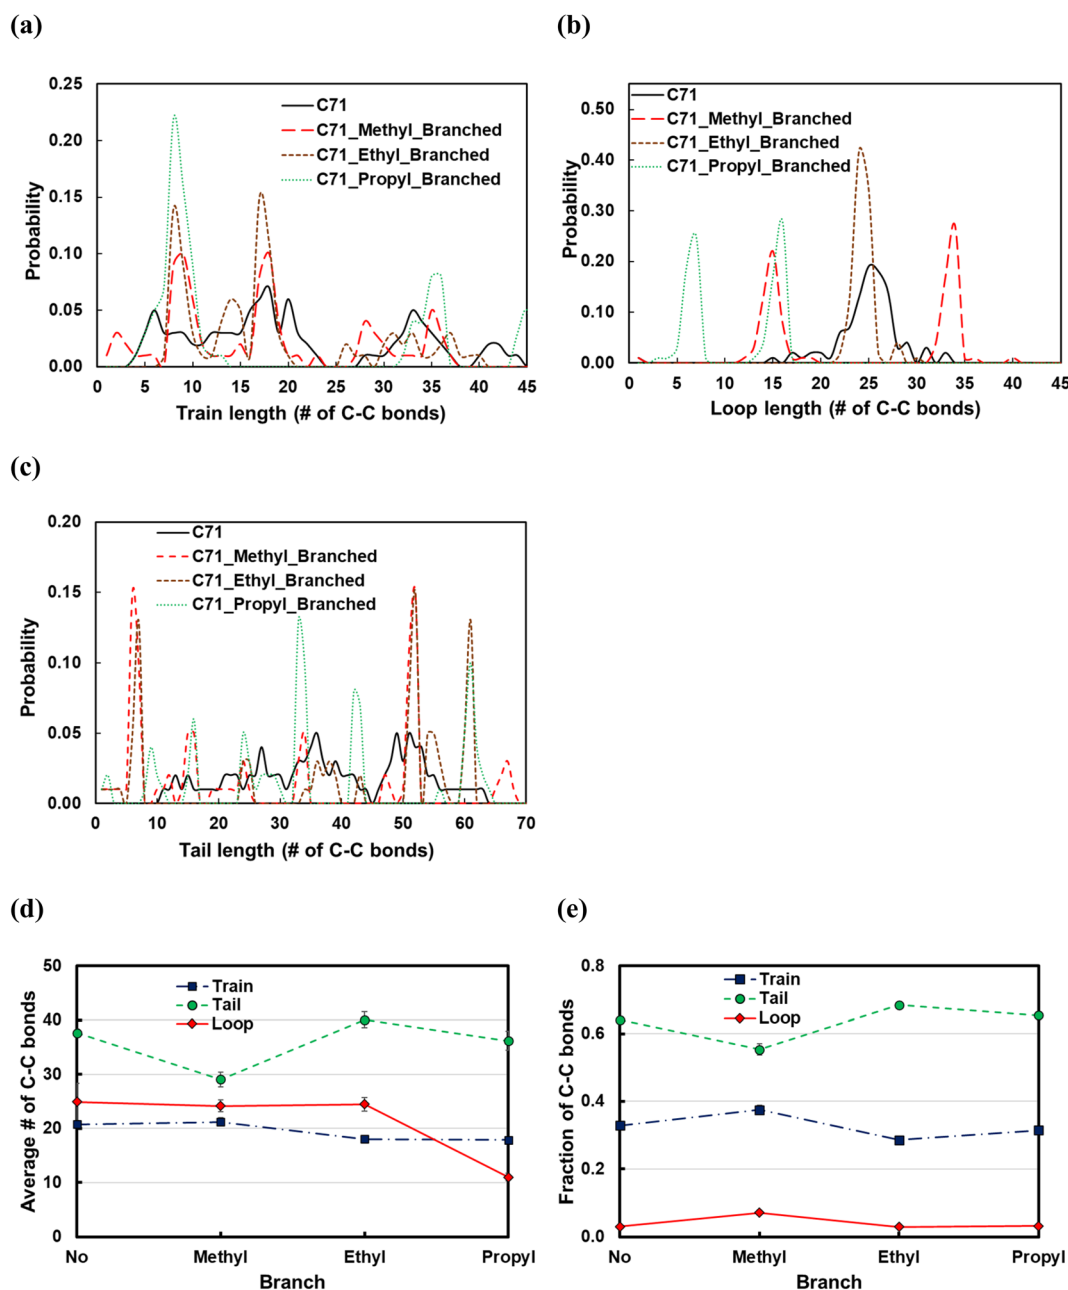 (a)
(b)
0.25
0.20
0.15
0.10
0.05
0.00
Probability
C71
C71_Methyl_Branched
C71_Ethyl_Branched
C71_Propyl_Branched
0 5 10 15 20 25 30 35 40 45
Train length (# of C-C bonds)
0.50
0.40
0.30
0.20
0.10
0.00
Probability
C71
C71_Methyl_Branched
C71_Ethyl_Branched
C71_Propyl_Branched
0 5 10 15 20 25 30 35 40 45
Loop length (# of C-C bonds)
(c)
0.20
0.15
0.10
0.05
0.00
Probability
C71
C71_Methyl_Branched
C71_Ethyl_Branched
C71_Propyl_Branched
0 10 20 30 40 50 60 70
Tail length (# of C-C bonds)
(d)
(e)
50
40
30
20
10
0
Average # of C-C bonds
Train
Tail
Loop
No Methyl Ethyl Propyl
Branch
0.8
0.6
0.4
0.2
0.0
Fraction of C-C bonds
Train
Tail
Loop
No Methyl Ethyl Propyl
Branch